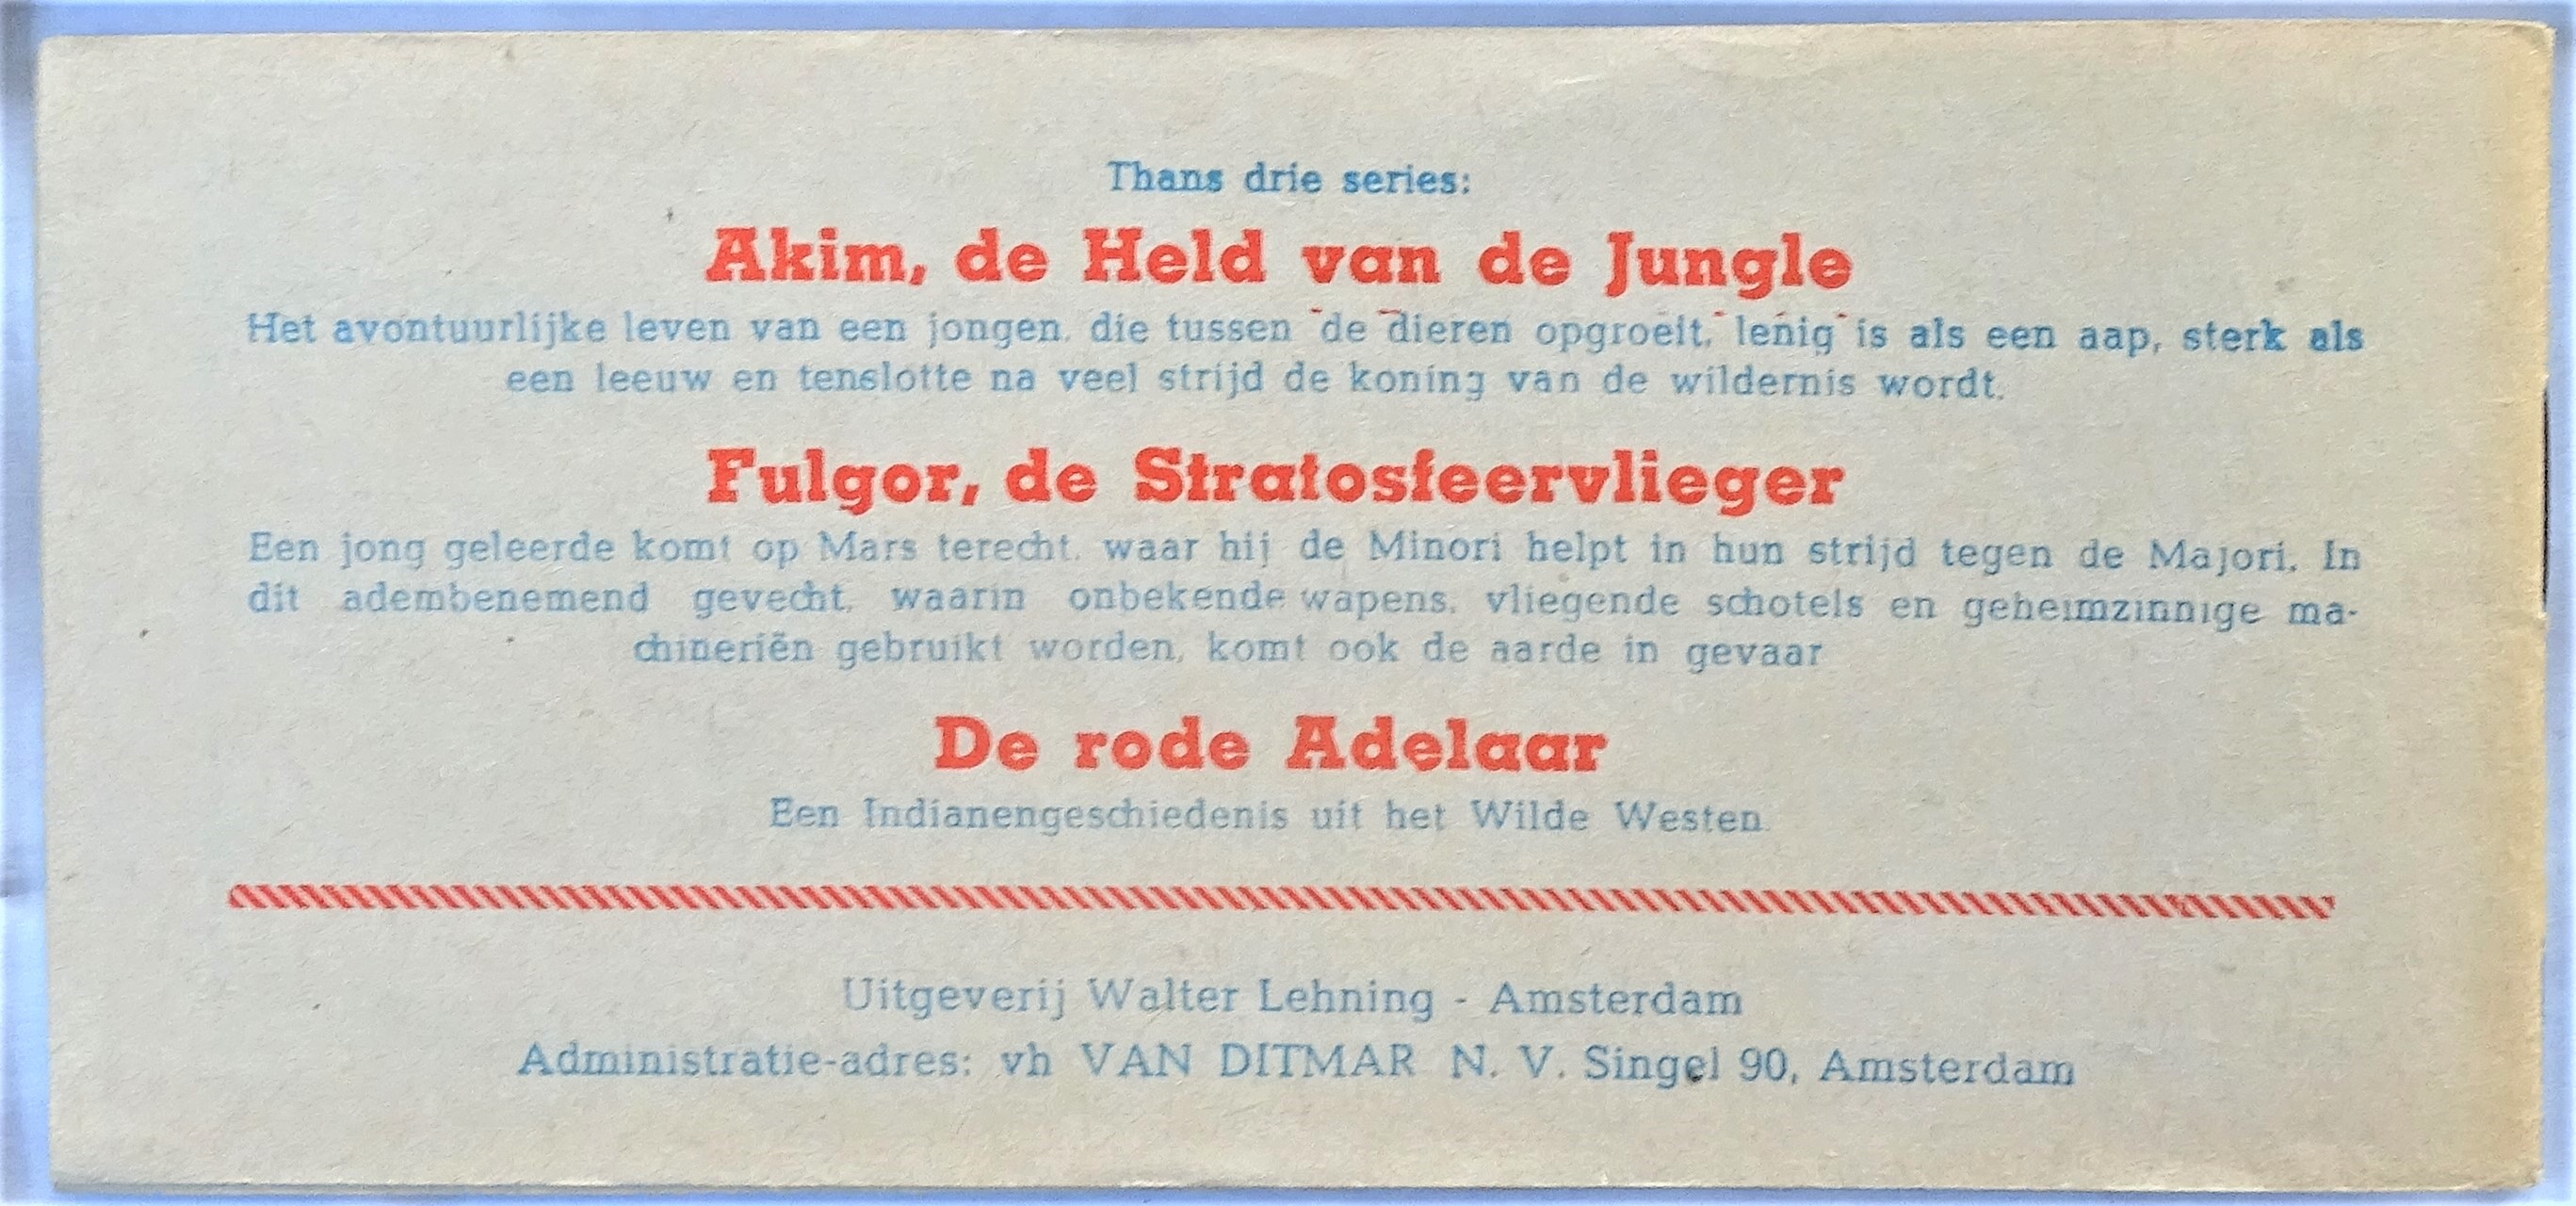 Thans drie series:
Akim, de Held van de Jungle
Het avontuurlijke leven van een jongen, die tussen de dieren opgroeit, lenig is als een aap, sterk als
een leeuw en tenslotte na veel strijd de koning van de wildernis wordt.
Fulgor, de Stratosfeervlieger
Een jong geleerde komt op Mars terecht, waar hij de Minori helpt in hun strijd tegen de Majori. In
dit adembenemend gevecht, waarin onbekende wapens, vliegende schotels en geheimzinnige ma-
chineriën gebruikt worden, komt ook de aarde in gevaar
De rode Adelaar
Een Indianengeschiedenis uit het Wilde Westen.
Uitgeverij Walter Lehning - Amsterdam
Administratie-adres: vh VAN DITMAR N. V. Singel 90, Amsterdam